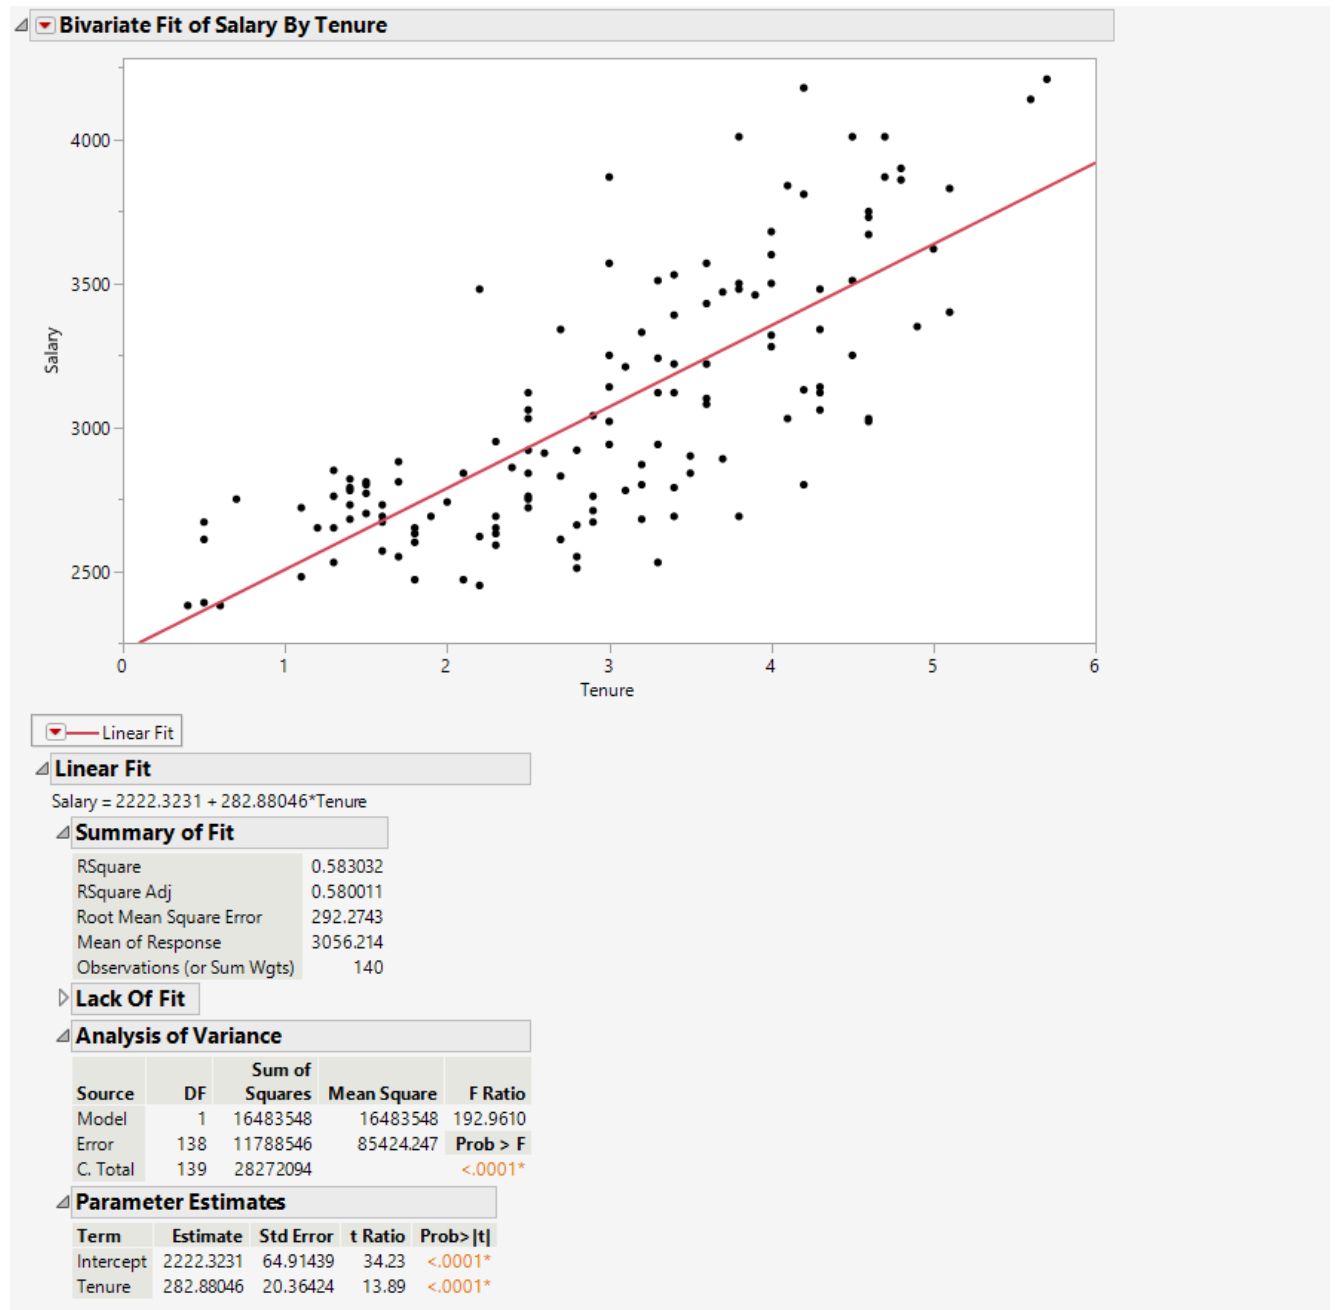 Bivariate Fit of Salary By Tenure
4000
3500
3000
2500
Salary
0 1 2 3 4 5 6
Tenure
Linear Fit
Linear Fit
Salary = 2222.3231 + 282.88046*Tenure
Summary of Fit
RSquare 0.583032
RSquare Adj 0.580011
Root Mean Square Error 292.2743
Mean of Response 3056.214
Observations (or Sum Wgts) 140
Lack Of Fit
Analysis of Variance
Sum of
Source DF Squares Mean Square F Ratio
Model 1 16483548 16483548 192.9610
Error 138 11788546 85424.247 Prob > F
C. Total 139 28272094 <.0001*
Parameter Estimates
Term Estimate Std Error t Ratio Prob>|t|
Intercept 2222.3231 64.91439 34.23 <.0001*
Tenure 282.88046 20.36424 13.89 <.0001*